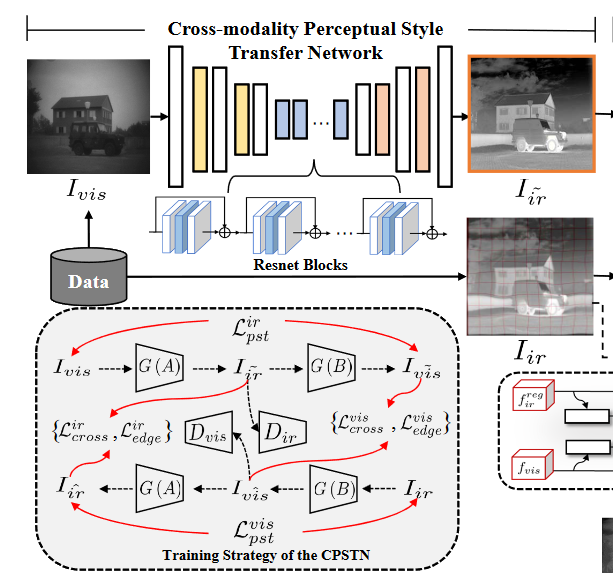 Cross-modality Perceptual Style
Transfer Network
...
I_{vis}
I_{\tilde{ir}}
...
Resnet Blocks
Data
I_{ir}
\mathcal{L}_{pst}^{ir}
I_{vis} G(A) I_{\tilde{ir}} G(B) I_{v\tilde{i}s}
{\mathcal{L}_{cross}^{ir}, \mathcal{L}_{edge}^{ir}} D_{vis} D_{ir} {\mathcal{L}_{cross}^{vis}, \mathcal{L}_{edge}^{vis}}
I_{\hat{ir}} G(A) I_{v\hat{i}s} G(B) I_{ir}
\mathcal{L}_{pst}^{vis}
Training Strategy of the CPSTN
f_{ir}^{reg}
f_{vis}